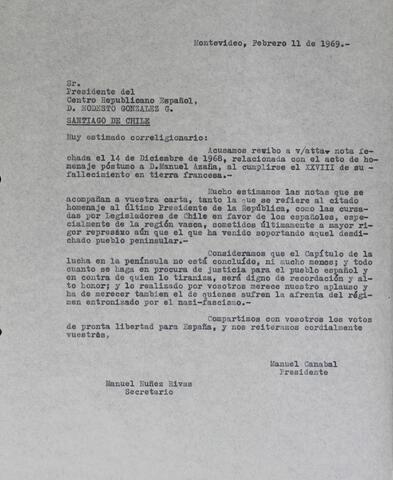 Montevideo, Febrero 11 de 1969.-
Sr.
Presidente del
Centro Republicano Español,
D. MODESTO GONZALEZ G.
SANTIAGO DE CHILE
Muy estimado correligionario:
Acusamos rewibo a v/atta. nota fe-
chada el 14 de Diciembre de 1968, relacionada con el acto de ho-
menaje póstumo a D.Manuel Azaña, al cumplirse el XXVIII de su
fallecimiento en tierra francesa.-
Mucho estimamos las notas que se
acompañan a vuestra carta, tanto la que se refiere al citado
homenaje al último Presidente de la República, como las cursa-
das por Legisladores de Chile en favor de los españoles, espe-
cialmente de la región vasca, sometidos últimamente a mayor ri-
gor represivo aún que el que ha venido soportando aquel desdi-
chado pueblo peninsular.-
Consideramos que el Capítulo de la
lucha en la península no está concluído, ni mucho menos; y todo
cuanto se haga en procura de justicia para el pueblo español y
en contra de quien lo tiraniza, será digno de recordación y al-
to honor; y lo realizado por vosotros merece nuestro aplauso y
ha de merecer tambien el de quienes sufren la afrenta del régi-
men entronizado por el nazi-fascismo.-
Compartimos con vosotros los votos
de pronta libertad para España, y nos reiteramos cordialmente
vuestrøs,
Manuel Canabal
Presidente
Manuel Nuñez Rivas
Secretario